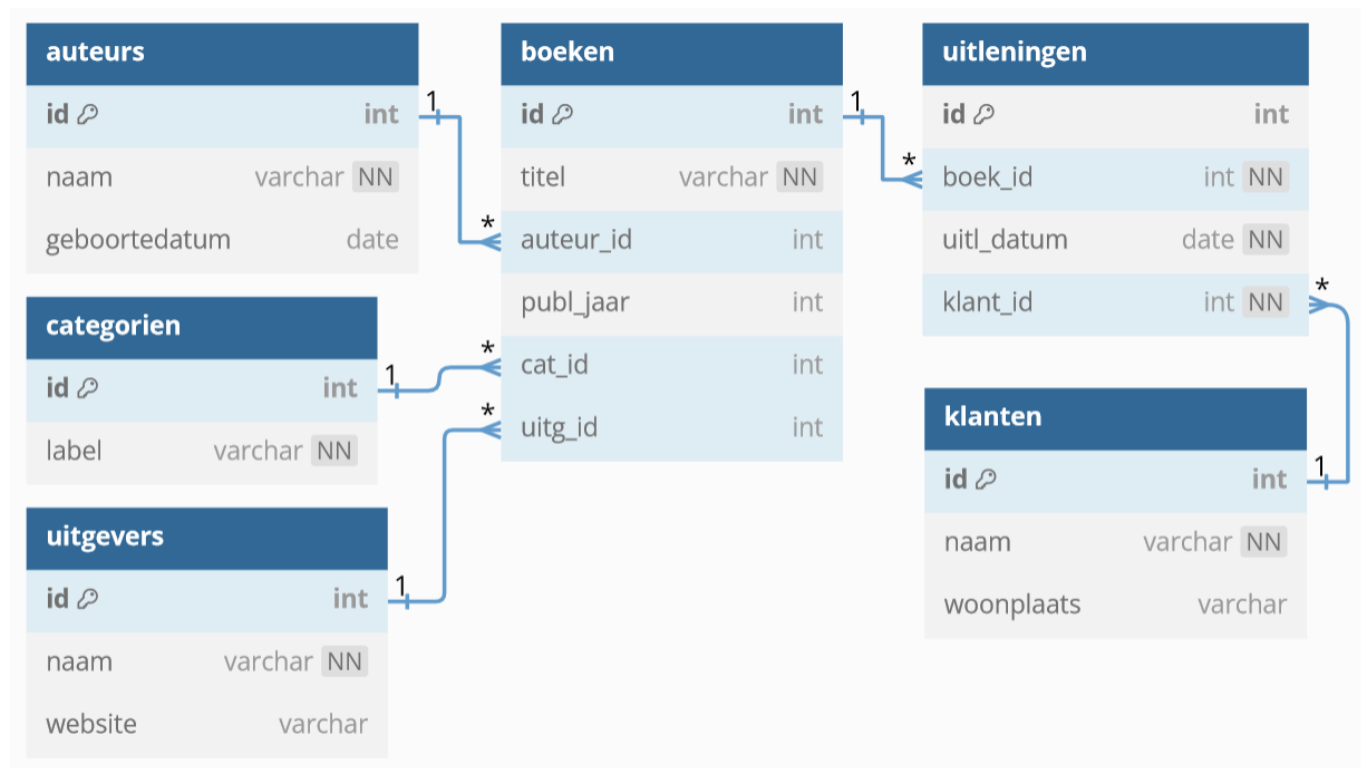 auteurs
id int
naam varchar NN
geboortedatum date
1
*
categorien
id int
label varchar NN
1
*
uitgevers
id int
naam varchar NN
website varchar
1
*
boeken
id int
titel varchar NN
auteur_id int
publ_jaar int
cat_id int
uitg_id int
1
*
uitleningen
id int
boek_id int NN
uitl_datum date NN
klant_id int NN
*
klanten
id int
naam varchar NN
woonplaats varchar
1